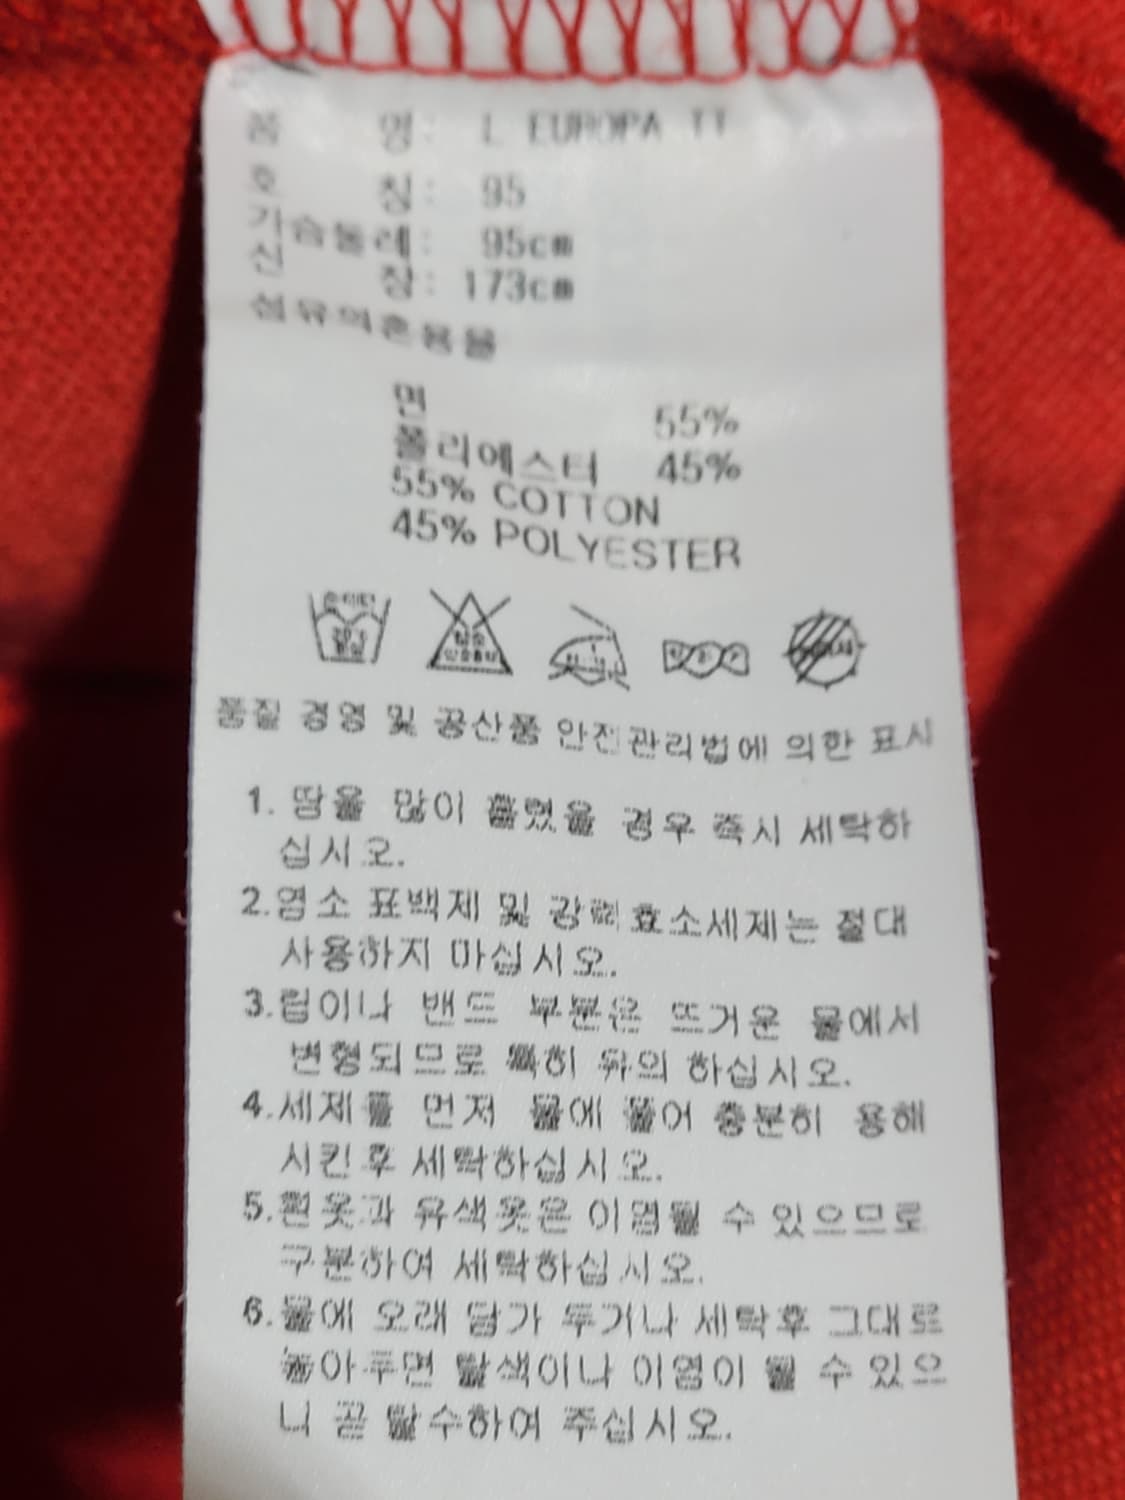 품 명: L EUROPA TT
호 칭: 95
가슴둘레: 95cm
신 장: 173cm
섬유의혼용율
면 55%
폴리에스터 45%
55% COTTON
45% POLYESTER
손세탁
중성
염소
표백
품질 경영 및 공산품 안전관리법에 의한 표시
1. 땀을 많이 흘렸을 경우 즉시 세탁하
십시오.
2.염소 표백제 및 강력효소세제는 절대
사용하지 마십시오.
3.립이나 밴드 부분은 뜨거운 물에서
변형되므로 특히 유의 하십시오.
4.세제를 먼저 물에 풀어 충분히 용해
시킨후 세탁하십시오.
5.흰옷과 유색옷은 이염될 수 있으므로
구분하여 세탁하십시오.
6.물에 오래 담가 두거나 세탁후 그대로
놓아두면 탈색이나 이염이 될 수 있으
니 곧 탈수하여 주십시오.